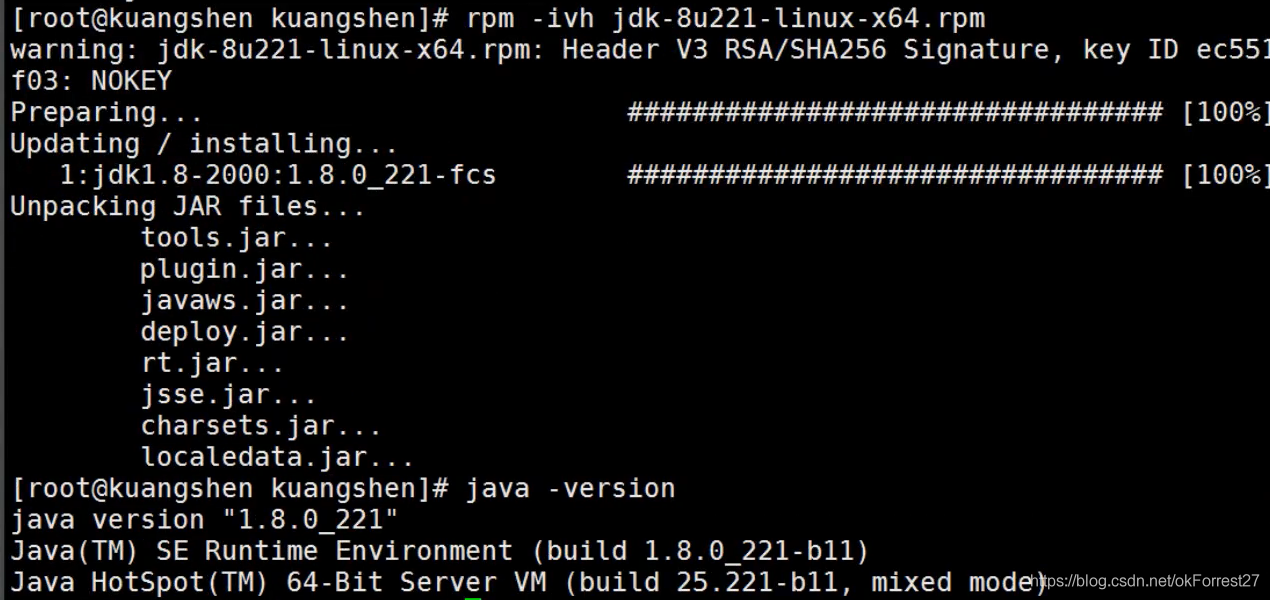 [root@kuangshen kuangshen]# rpm -ivh jdk-8u221-linux-x64.rpm
warning: jdk-8u221-linux-x64.rpm: Header V3 RSA/SHA256 Signature, key ID ec551
f03: NOKEY
Preparing...                          ################################# [100%]
Updating / installing...
   1:jdk1.8-2000:1.8.0_221-fcs        ################################# [100%]
Unpacking JAR files...
        tools.jar...
        plugin.jar...
        javaws.jar...
        deploy.jar...
        rt.jar...
        jsse.jar...
        charsets.jar...
        localedata.jar...
[root@kuangshen kuangshen]# java -version
java version "1.8.0_221"
Java(TM) SE Runtime Environment (build 1.8.0_221-b11)
Java HotSpot(TM) 64-Bit Server VM (build 25.221-b11, mixed mode)
https://blog.csdn.net/okForrest27